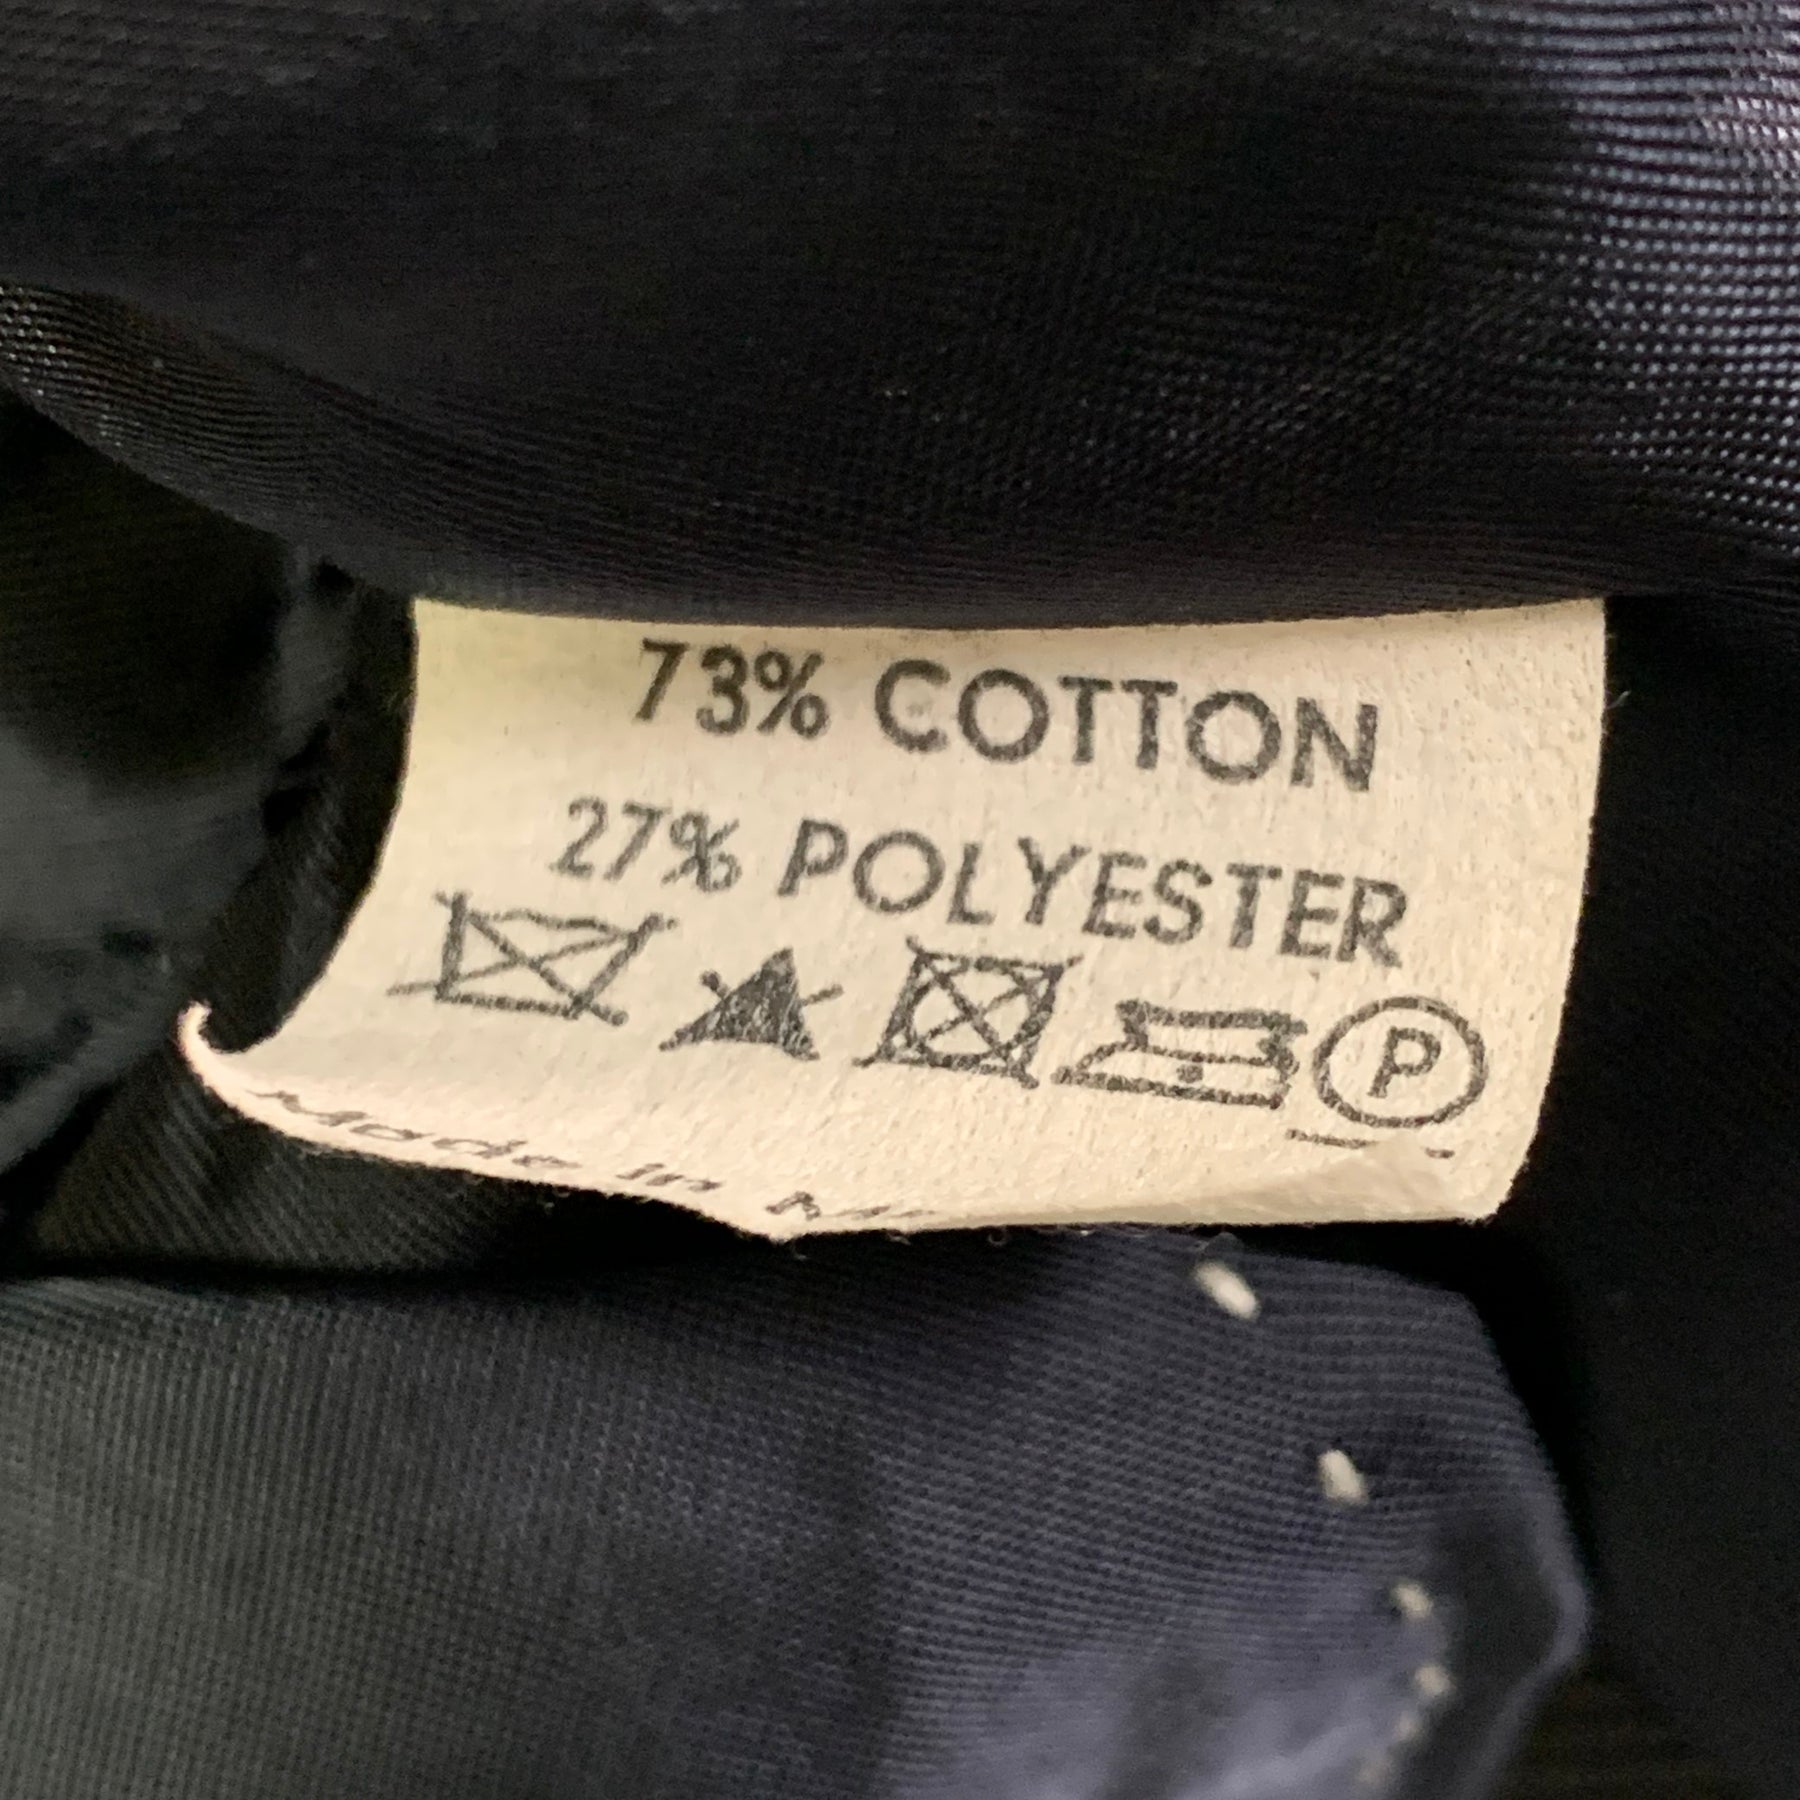 73% COTTON
27% POLYESTER
P
Made in